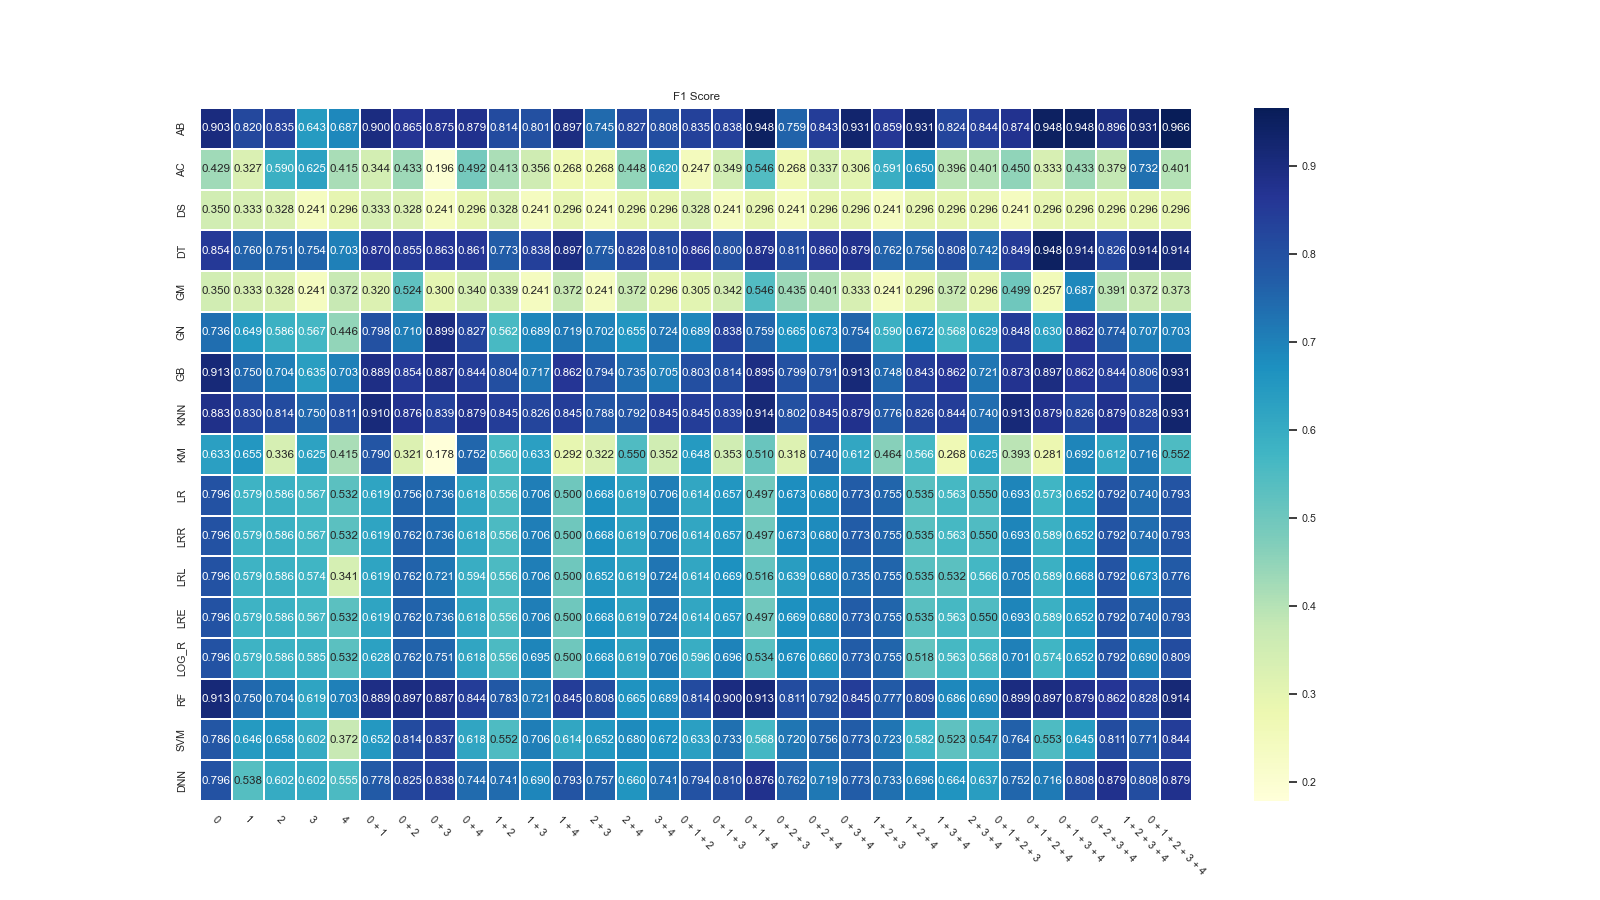 F1 Score
AB 0.903 0.820 0.835 0.643 0.687 0.900 0.865 0.875 0.879 0.814 0.801 0.897 0.745 0.827 0.808 0.835 0.838 0.948 0.759 0.843 0.931 0.859 0.931 0.824 0.844 0.874 0.948 0.948 0.896 0.931 0.966
0.9
AC 0.429 0.327 0.590 0.625 0.415 0.344 0.433 0.196 0.492 0.413 0.356 0.268 0.268 0.448 0.620 0.247 0.349 0.546 0.268 0.337 0.306 0.591 0.650 0.396 0.401 0.450 0.333 0.433 0.379 0.732 0.401
DS 0.350 0.333 0.328 0.241 0.296 0.333 0.328 0.241 0.296 0.328 0.241 0.296 0.241 0.296 0.296 0.328 0.241 0.296 0.241 0.296 0.296 0.241 0.296 0.296 0.296 0.241 0.296 0.296 0.296 0.296 0.296
DT 0.854 0.760 0.751 0.754 0.703 0.870 0.855 0.863 0.861 0.773 0.838 0.897 0.775 0.828 0.810 0.866 0.800 0.879 0.811 0.860 0.879 0.762 0.756 0.808 0.742 0.849 0.948 0.914 0.826 0.914 0.914
0.8
GM 0.350 0.333 0.328 0.241 0.372 0.320 0.524 0.300 0.340 0.339 0.241 0.372 0.241 0.372 0.296 0.305 0.342 0.546 0.435 0.401 0.333 0.241 0.296 0.372 0.296 0.499 0.257 0.687 0.391 0.372 0.373
GN 0.736 0.649 0.586 0.567 0.446 0.798 0.710 0.899 0.827 0.562 0.689 0.719 0.702 0.655 0.724 0.689 0.838 0.759 0.665 0.673 0.754 0.590 0.672 0.568 0.629 0.848 0.630 0.862 0.774 0.707 0.703
0.7
GB 0.913 0.750 0.704 0.635 0.703 0.889 0.854 0.887 0.844 0.804 0.717 0.862 0.794 0.735 0.705 0.803 0.814 0.895 0.799 0.791 0.913 0.748 0.843 0.862 0.721 0.873 0.897 0.862 0.844 0.806 0.931
KNN 0.883 0.830 0.814 0.750 0.811 0.910 0.876 0.839 0.879 0.845 0.826 0.845 0.788 0.792 0.845 0.845 0.839 0.914 0.802 0.845 0.879 0.776 0.826 0.844 0.740 0.913 0.879 0.826 0.879 0.828 0.931
0.6
KM 0.633 0.655 0.336 0.625 0.415 0.790 0.321 0.178 0.752 0.560 0.633 0.292 0.322 0.550 0.352 0.648 0.353 0.510 0.318 0.740 0.612 0.464 0.566 0.268 0.625 0.393 0.281 0.692 0.612 0.716 0.552
LR 0.796 0.579 0.586 0.567 0.532 0.619 0.756 0.736 0.618 0.556 0.706 0.500 0.668 0.619 0.706 0.614 0.657 0.497 0.673 0.680 0.773 0.755 0.535 0.563 0.550 0.693 0.573 0.652 0.792 0.740 0.793
0.5
LRR 0.796 0.579 0.586 0.567 0.532 0.619 0.762 0.736 0.618 0.556 0.706 0.500 0.668 0.619 0.706 0.614 0.657 0.497 0.673 0.680 0.773 0.755 0.535 0.563 0.550 0.693 0.589 0.652 0.792 0.740 0.793
LRL 0.796 0.579 0.586 0.574 0.341 0.619 0.762 0.721 0.594 0.556 0.706 0.500 0.652 0.619 0.724 0.614 0.669 0.516 0.639 0.680 0.735 0.755 0.535 0.532 0.566 0.705 0.589 0.668 0.792 0.673 0.776
0.4
LRE 0.796 0.579 0.586 0.567 0.532 0.619 0.762 0.736 0.618 0.556 0.706 0.500 0.668 0.619 0.724 0.614 0.657 0.497 0.669 0.680 0.773 0.755 0.535 0.563 0.550 0.693 0.589 0.652 0.792 0.740 0.793
LOG_R 0.796 0.579 0.586 0.585 0.532 0.628 0.762 0.751 0.618 0.556 0.695 0.500 0.668 0.619 0.706 0.596 0.696 0.534 0.676 0.660 0.773 0.755 0.518 0.563 0.568 0.701 0.574 0.652 0.792 0.690 0.809
0.3
RF 0.913 0.750 0.704 0.619 0.703 0.889 0.897 0.887 0.844 0.783 0.721 0.845 0.808 0.665 0.689 0.814 0.900 0.913 0.811 0.792 0.845 0.777 0.809 0.686 0.690 0.899 0.897 0.879 0.862 0.828 0.914
SVM 0.786 0.646 0.658 0.602 0.372 0.652 0.814 0.837 0.618 0.552 0.706 0.614 0.652 0.680 0.672 0.633 0.733 0.568 0.720 0.756 0.773 0.723 0.582 0.523 0.547 0.764 0.553 0.645 0.811 0.771 0.844
DNN 0.796 0.538 0.602 0.602 0.555 0.778 0.825 0.838 0.744 0.741 0.690 0.793 0.757 0.660 0.741 0.794 0.810 0.876 0.762 0.719 0.773 0.733 0.696 0.664 0.637 0.752 0.716 0.808 0.879 0.808 0.879
0.2
0
1
2
3
4
0 + 1
0 + 2
0 + 3
0 + 4
1 + 2
1 + 3
1 + 4
2 + 3
2 + 4
3 + 4
0 + 1 + 2
0 + 1 + 3
0 + 1 + 4
0 + 2 + 3
0 + 2 + 4
0 + 3 + 4
1 + 2 + 3
1 + 2 + 4
1 + 3 + 4
2 + 3 + 4
0 + 1 + 2 + 3
0 + 1 + 2 + 4
0 + 1 + 3 + 4
0 + 2 + 3 + 4
1 + 2 + 3 + 4
0 + 1 + 2 + 3 + 4